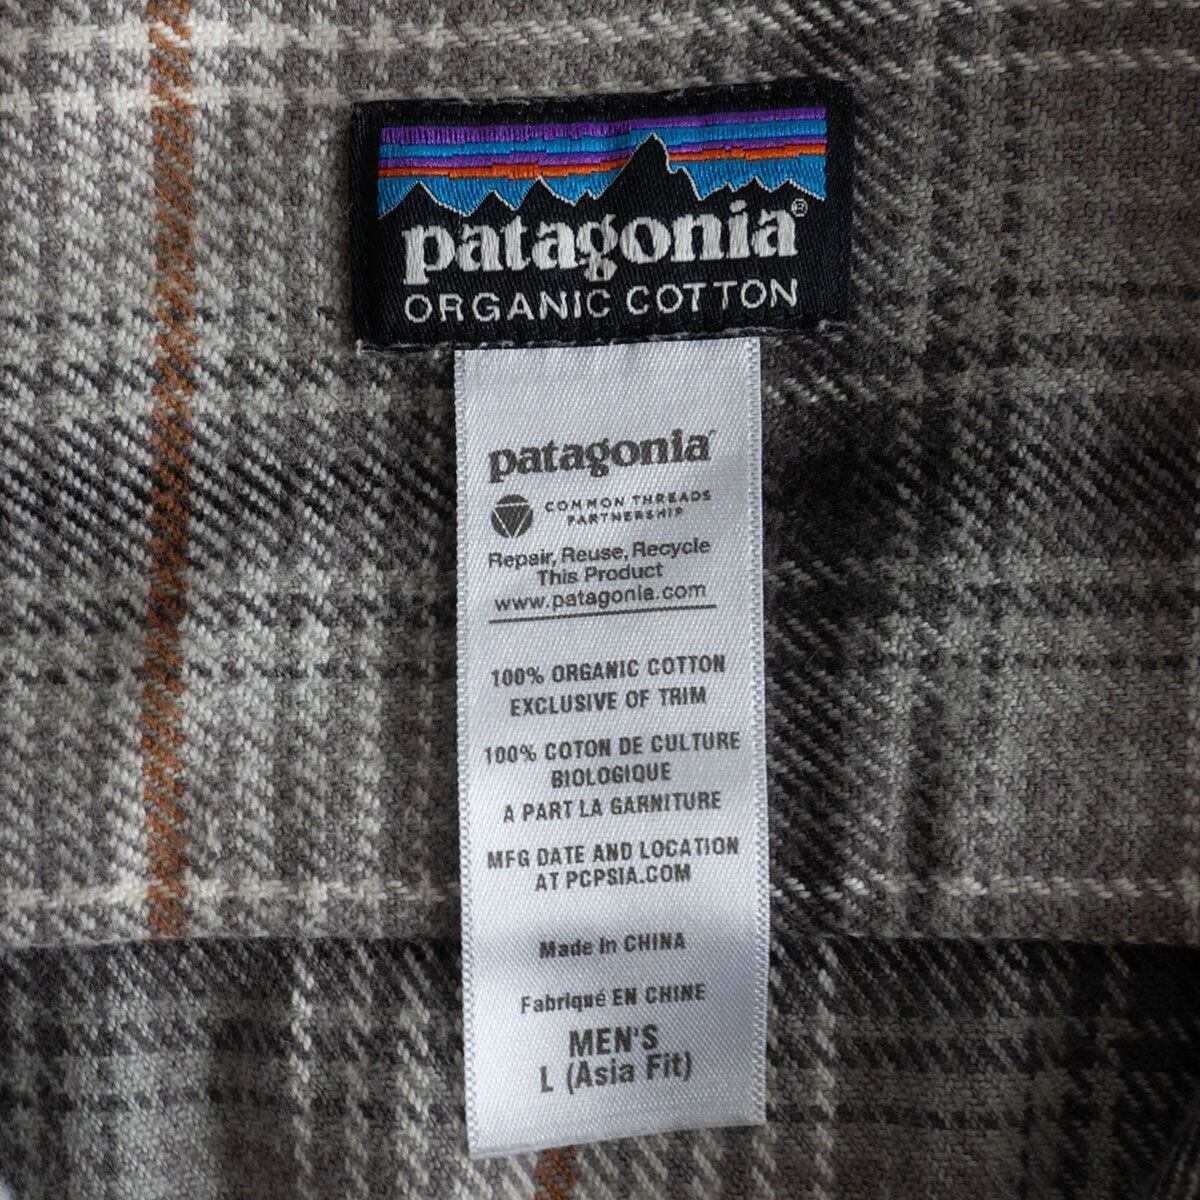 patagonia®
ORGANIC COTTON
patagonia
COMMON THREADS
PARTNERSHIP
Repair, Reuse, Recycle
This Product
www.patagonia.com
100% ORGANIC COTTON
EXCLUSIVE OF TRIM
100% COTON DE CULTURE
BIOLOGIQUE
A PART LA GARNITURE
MFG DATE AND LOCATION
AT PCPSIA.COM
Made In CHINA
Fabriqué EN CHINE
MEN'S
L (Asia Fit)